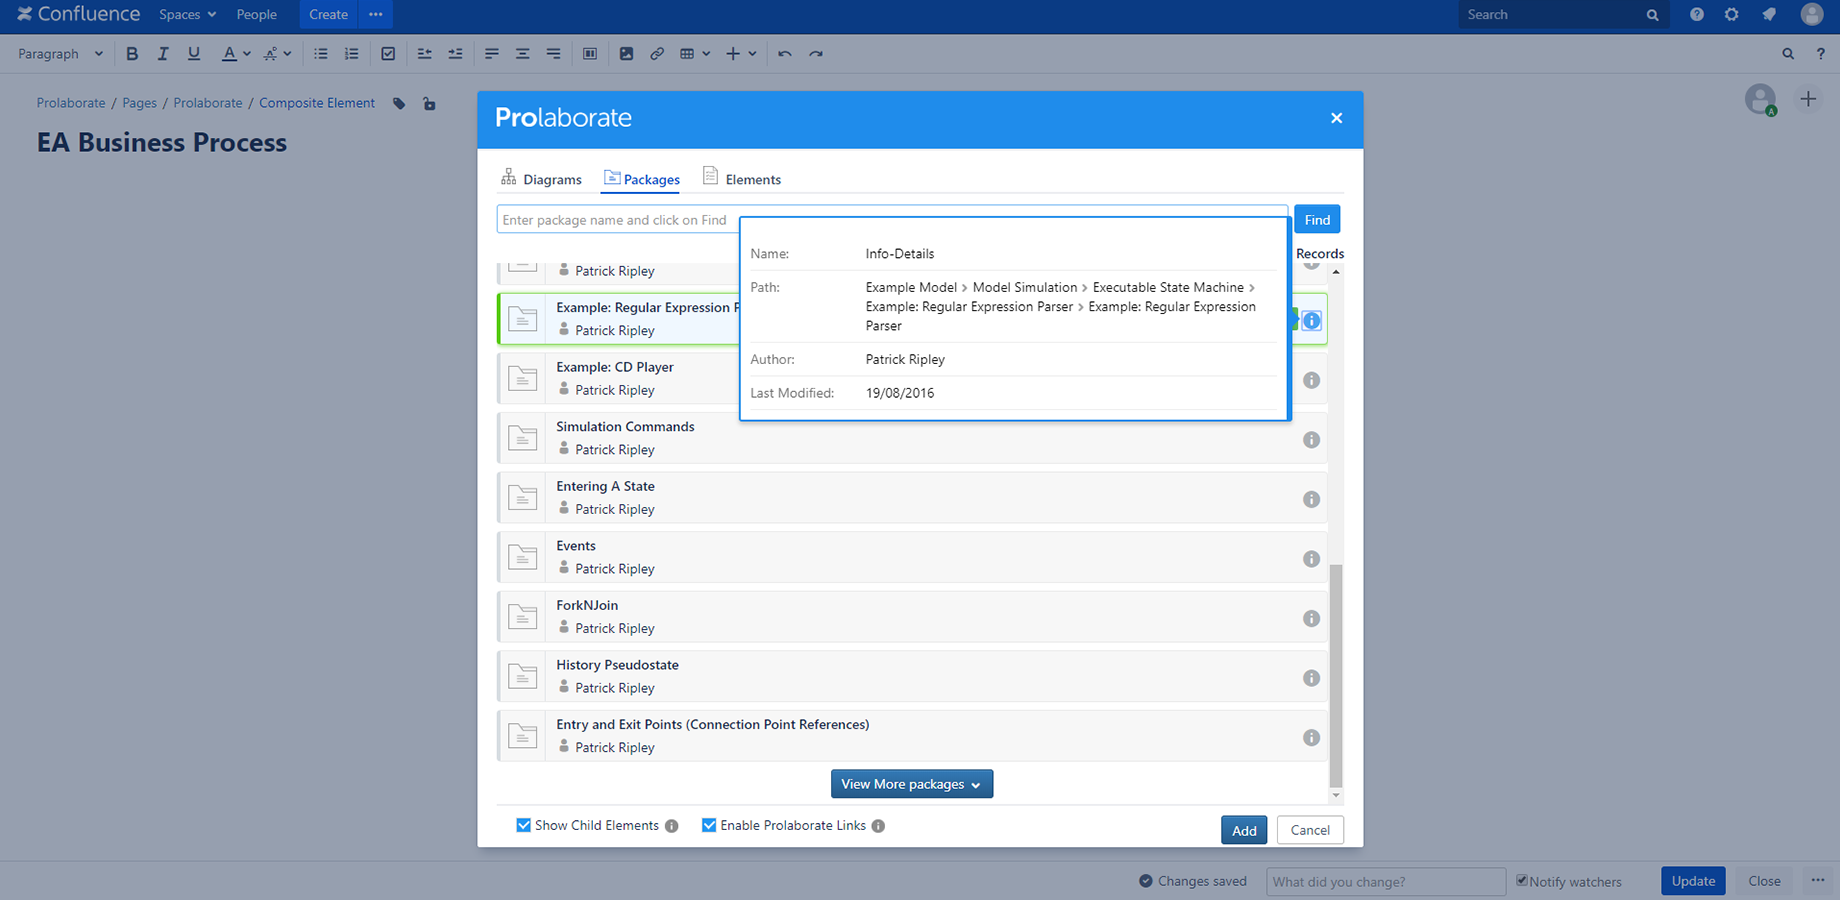 Confluence
Spaces
People
Create
Search
Paragraph
B I U A
?
Prolaborate / Pages / Prolaborate / Composite Element
A
EA Business Process
Prolaborate
Diagrams
Packages
Elements
Enter package name and click on Find
Find
Records
Name: Info-Details
Path: Example Model > Model Simulation > Executable State Machine >
Example: Regular Expression Parser > Example: Regular Expression
Parser
Author: Patrick Ripley
Last Modified: 19/08/2016
Patrick Ripley
Example: Regular Expression P
Patrick Ripley
Example: CD Player
Patrick Ripley
Simulation Commands
Patrick Ripley
Entering A State
Patrick Ripley
Events
Patrick Ripley
ForkNJoin
Patrick Ripley
History Pseudostate
Patrick Ripley
Entry and Exit Points (Connection Point References)
Patrick Ripley
View More packages
Show Child Elements
Enable Prolaborate Links
Add
Cancel
Changes saved
What did you change?
Notify watchers
Update
Close